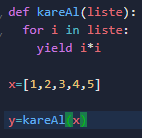 def kareAl(liste):
  for i in liste:
    yield i*i
x=[1,2,3,4,5]
y=kareAl(x)